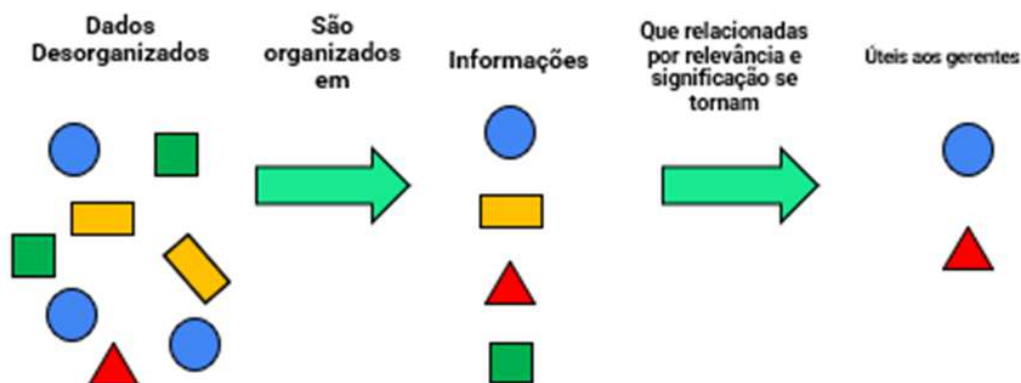 Dados
Desorganizados
São
organizados
em
Informações
Que relacionadas
por relevância e
significação se
tornam
Úteis aos gerentes